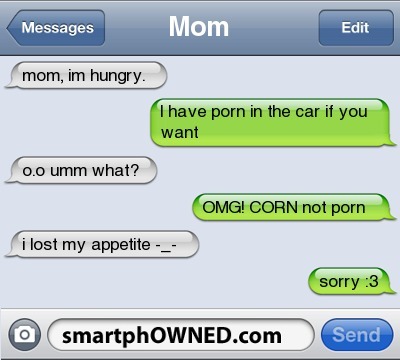 Messages
Mom
Edit
mom, im hungry.
I have porn in the car if you
want
o.o umm what?
OMG! CORN not porn
i lost my appetite -_-
sorry :3
smartphOWNED.com
Send